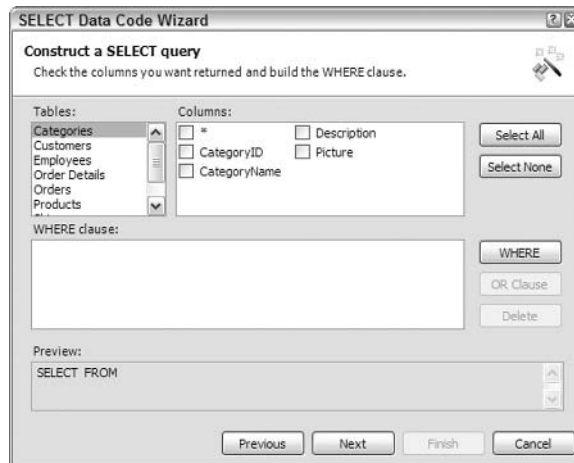 SELECT Data Code Wizard
Construct a SELECT query
Check the columns you want returned and build the WHERE clause.
Tables:
Columns:
Categories
Customers
Employees
Order Details
Orders
Products
*
Description
CategoryID
Picture
CategoryName
Select All
Select None
WHERE clause:
WHERE
OR Clause
Delete
Preview:
SELECT FROM
Previous
Next
Finish
Cancel